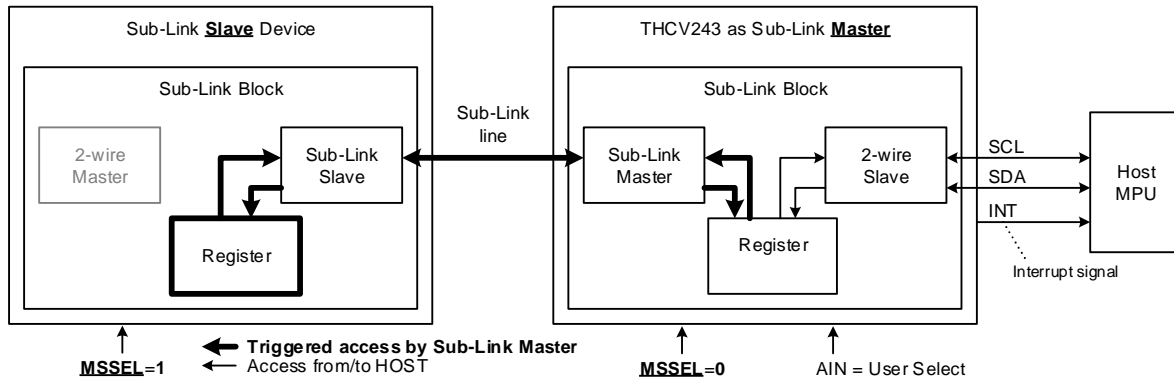 Sub-Link Slave Device
THCV243 as Sub-Link Master
Sub-Link Block
Sub-Link Block
Sub-Link
line
2-wire
Master
Sub-Link
Slave
Sub-Link
Master
2-wire
Slave
SCL
SDA
INT
Host
MPU
Register
Register
Interrupt signal
Triggered access by Sub-Link Master
Access from/to HOST
MSSEL=1
MSSEL=0
AIN = User Select